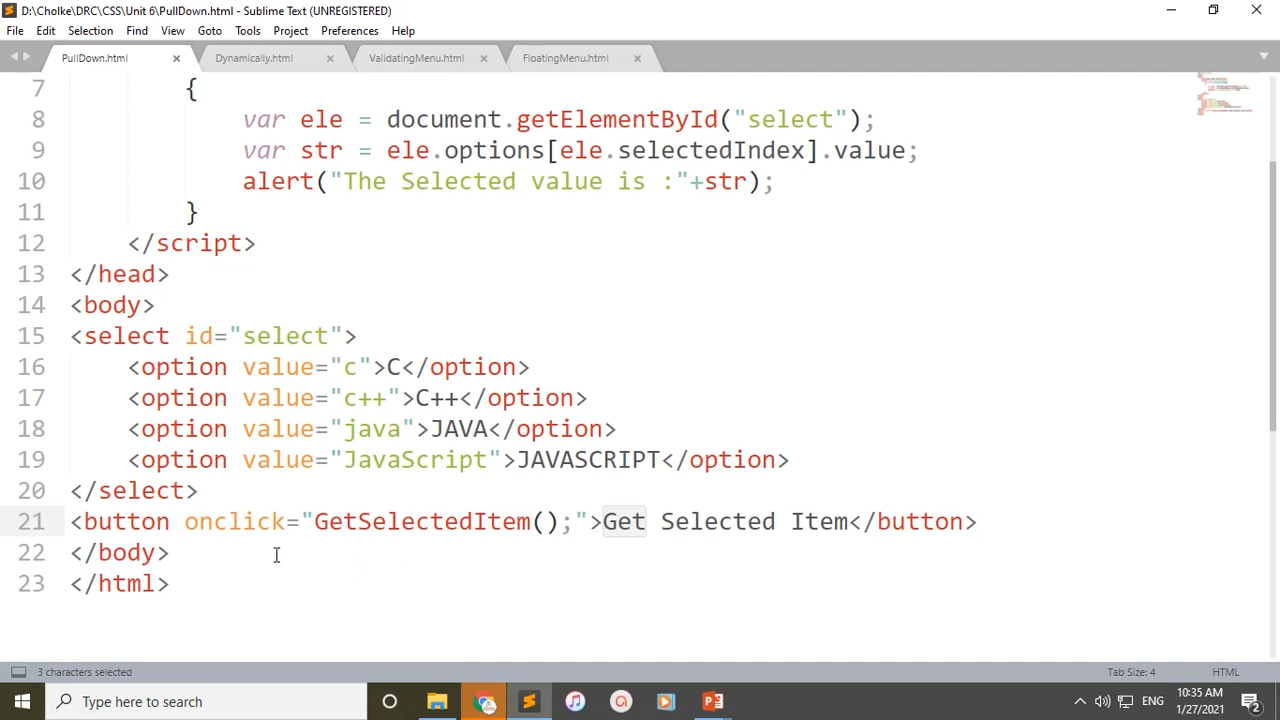 D:\Cholke\DRC\CSS\Unit 6\PullDown.html - Sublime Text (UNREGISTERED)
File Edit Selection Find View Goto Tools Project Preferences Help
PullDown.html Dynamically.html ValidatingMenu.html FloatingMenu.html
7 {
8 var ele = document.getElementById("select");
9 var str = ele.options[ele.selectedIndex].value;
10 alert("The Selected value is :"+str);
11 }
12 </script>
13 </head>
14 <body>
15 <select id="select">
16 <option value="c">C</option>
17 <option value="c++">C++</option>
18 <option value="java">JAVA</option>
19 <option value="JavaScript">JAVASCRIPT</option>
20 </select>
21 <button onclick="GetSelectedItem();">Get Selected Item</button>
22 </body>
23 </html>
3 characters selected Tab Size: 4 HTML
Type here to search ENG 10:35 AM
1/27/2021 2